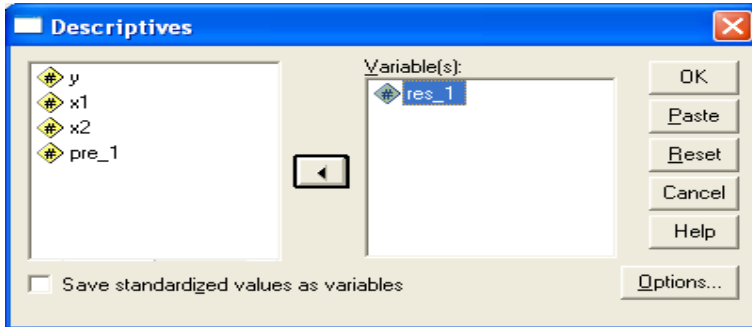 Descriptives
y
x1
x2
pre_1
Variable(s):
res_1
OK
Paste
Reset
Cancel
Help
Save standardized values as variables
Options...